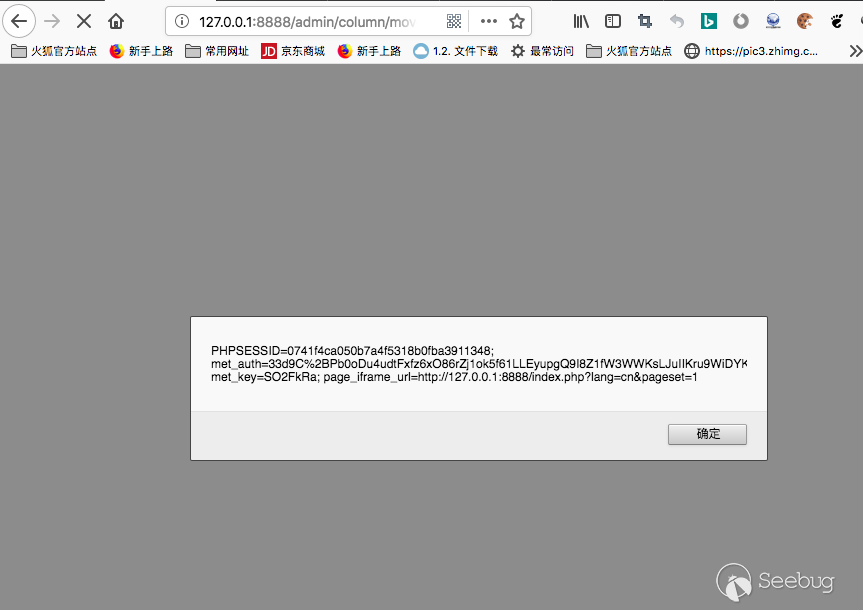 127.0.0.1:8888/admin/column/mov
火狐官方站点 新手上路 常用网址 JD 京东商城 新手上路 1.2. 文件下载 最常访问 火狐官方站点 https://pic3.zhimg.c...
PHPSESSID=0741f4ca050b7a4f5318b0fba3911348;
met_auth=33d9C%2BPb0oDu4udtFxfz6xO86rZj1ok5f61LLEyupgQ9I8Z1fW3WWKsLJuIIKru9WiDYK
met_key=SO2FkRa; page_iframe_url=http://127.0.0.1:8888/index.php?lang=cn&pageset=1
确定
Seebug